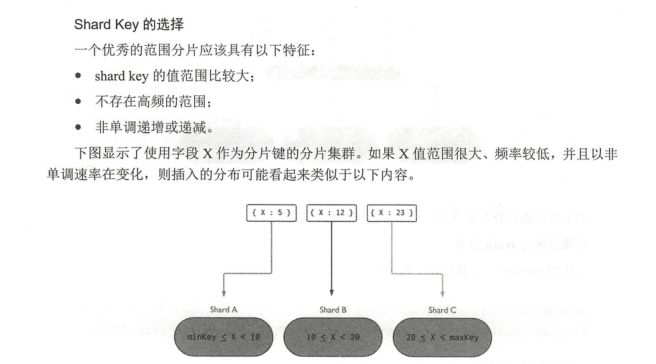 Shard Key 的选择
一个优秀的范围分片应该具有以下特征：
● shard key 的值范围比较大；
● 不存在高频的范围；
● 非单调递增或递减。
下图显示了使用字段 X 作为分片键的分片集群。如果 X 值范围很大、频率较低，并且以非
单调速率在变化，则插入的分布可能看起来类似于以下内容。
{ X : 5 } { X : 12 } { X : 23 }
Shard A Shard B Shard C
minKey ≤ X < 10 10 ≤ X < 20 20 ≤ X < maxKey